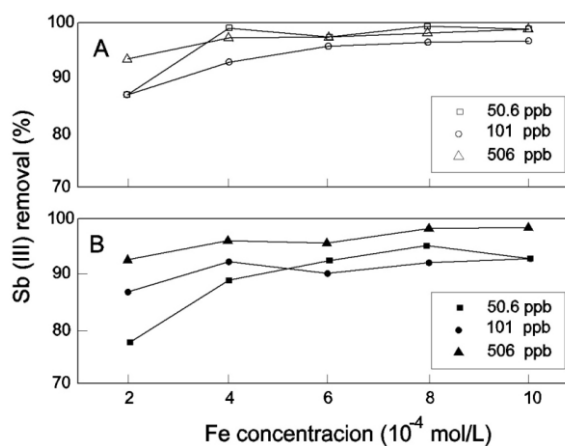 100
A
90
80
70
50.6 ppb
101 ppb
506 ppb
100
B
90
80
70
50.6 ppb
101 ppb
506 ppb
2 4 6 8 10
Sb (III) removal (%)
Fe concentracion (10⁻⁴ mol/L)